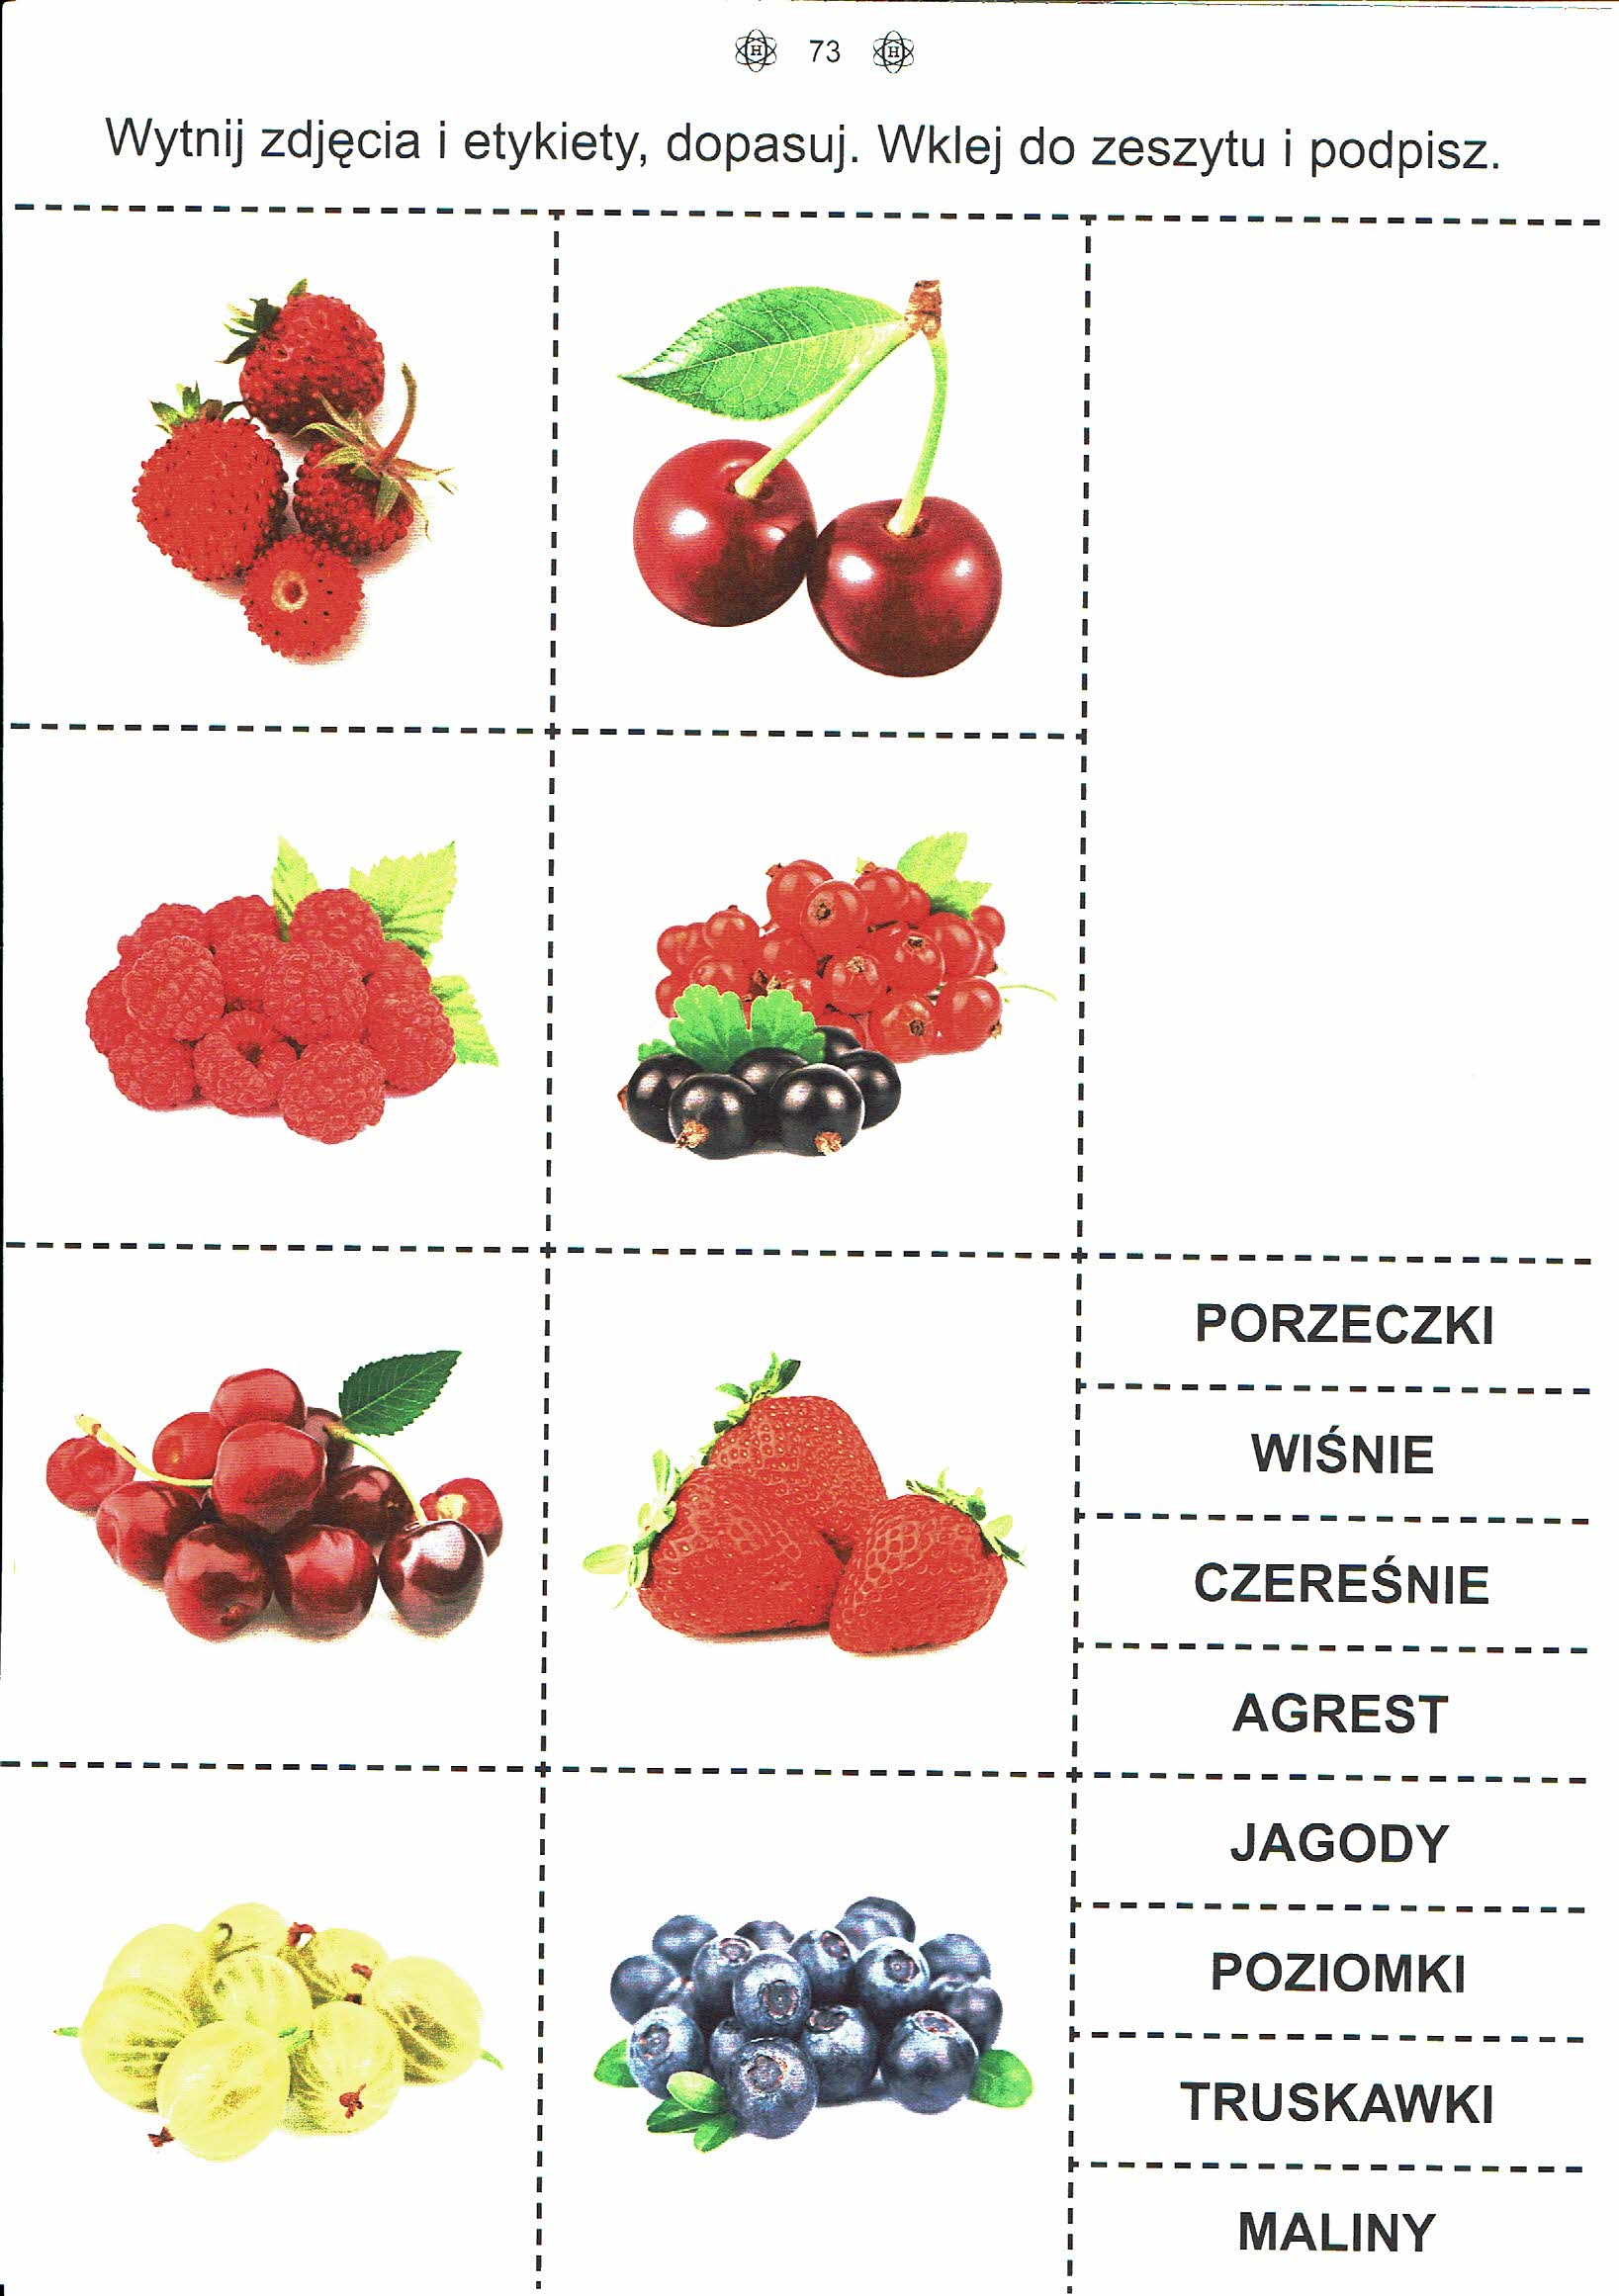 73
Wytnij zdjęcia i etykiety, dopasuj. Wklej do zeszytu i podpisz.
PORZECZKI
WIŚNIE
CZEREŚNIE
AGREST
JAGODY
POZIOMKI
TRUSKAWKI
MALINY